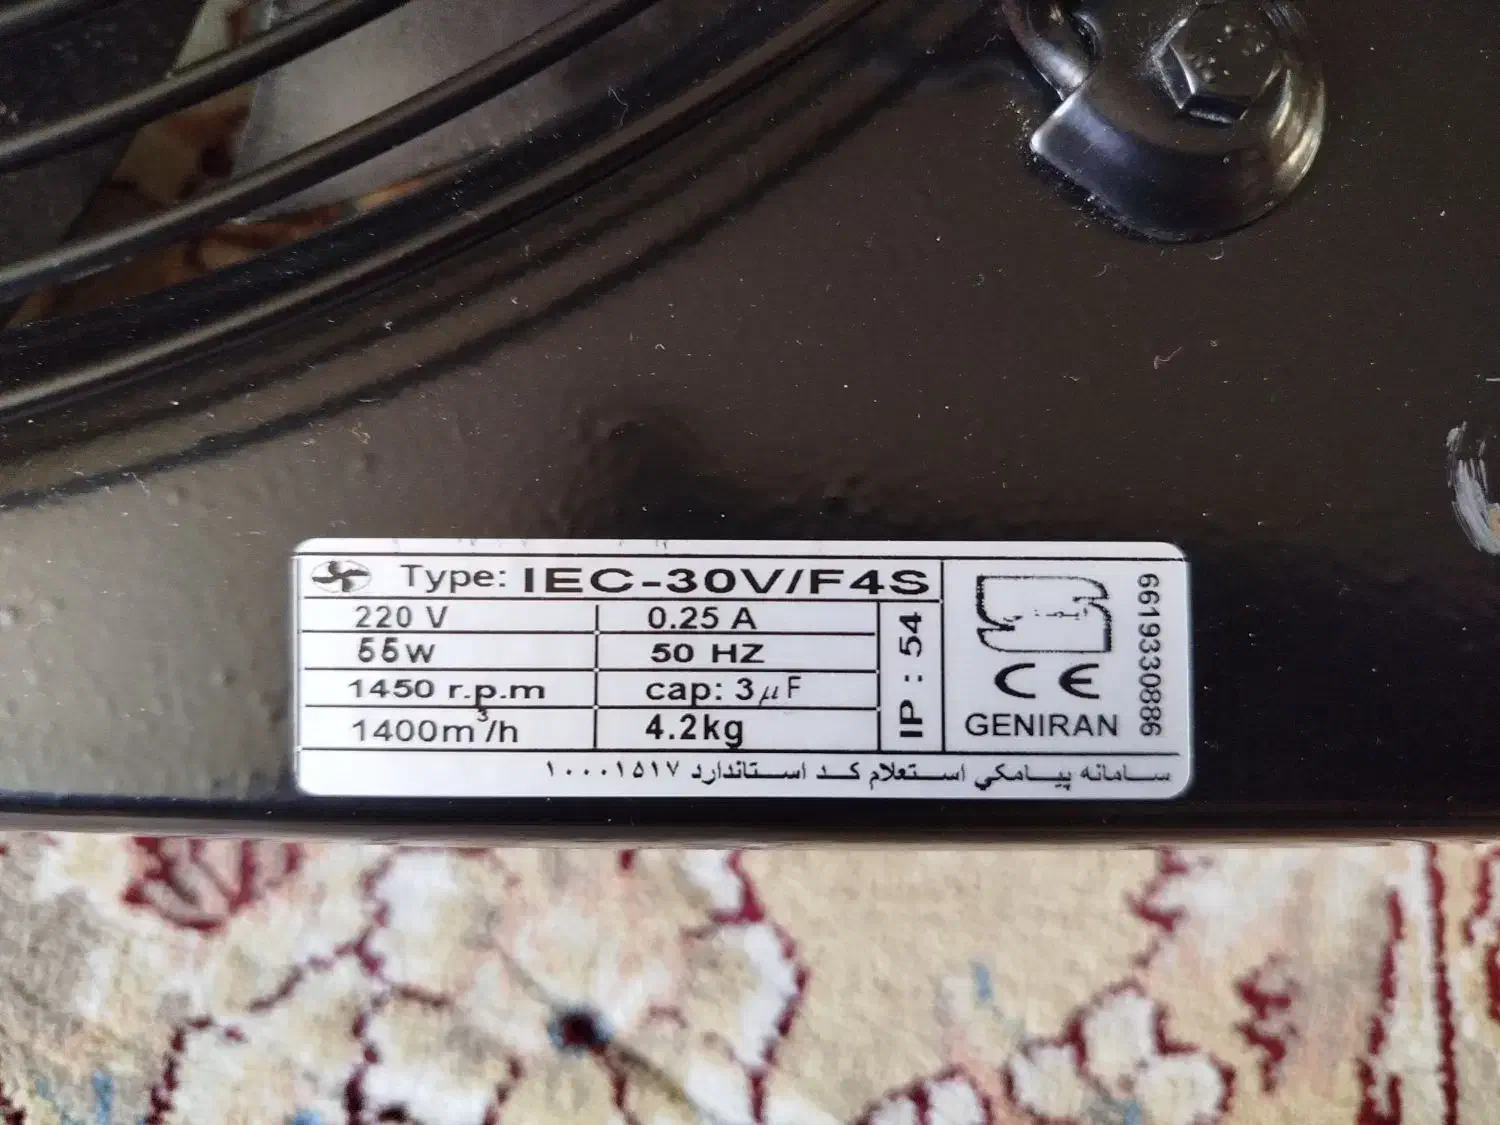 Type: IEC-30V/F4S
220 V 0.25 A
55w 50 HZ
1450 r.p.m cap: 3μF
1400m³/h 4.2kg
IP : 54
CE
GENIRAN
6619330886
سامانه پیامکی استعلام کد استاندارد ۱۰۰۰۱۵۱۷